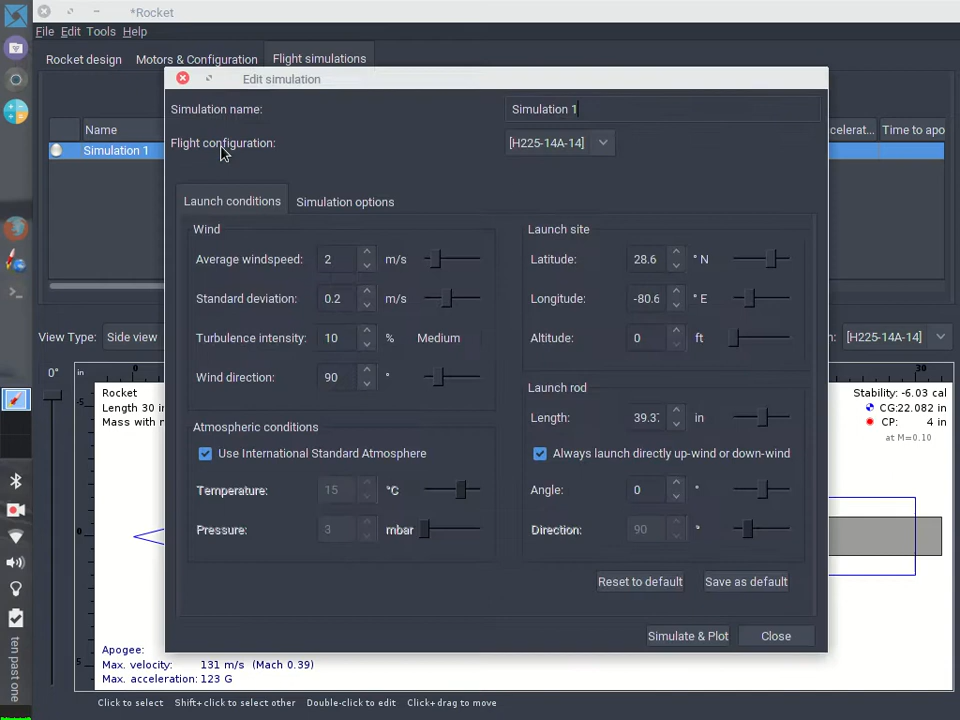 *Rocket
File Edit Tools Help
Rocket design Motors & Configuration Flight simulations
Edit simulation
Simulation name: Simulation 1
Flight configuration: [H225-14A-14]
Name
Simulation 1
Time to apo
Launch conditions Simulation options
Wind
Average windspeed: 2 m/s
Standard deviation: 0.2 m/s
Turbulence intensity: 10 % Medium
Wind direction: 90 °
Atmospheric conditions
Use International Standard Atmosphere
Temperature: 15 °C
Pressure: 3 mbar
Launch site
Latitude: 28.6 ° N
Longitude: -80.6 ° E
Altitude: 0 ft
Launch rod
Length: 39.3 in
Always launch directly up-wind or down-wind
Angle: 0 °
Direction: 90 °
Reset to default Save as default
Simulate & Plot Close
View Type: Side view
[H225-14A-14]
0°
in 0 30
Rocket
Length 30 in
Mass with m
Stability: -6.03 cal
CG:22.082 in
CP: 4 in
at M=0.10
Apogee:
Max. velocity: 131 m/s (Mach 0.39)
Max. acceleration: 123 G
Click to select Shift+click to select other Double-click to edit Click+drag to move
ten past one